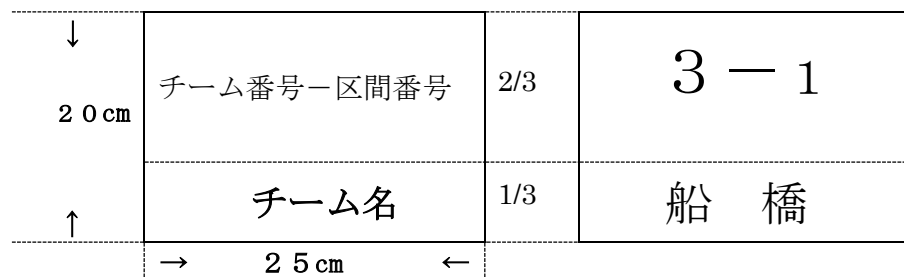 ↓
チーム番号－区間番号
2/3
３－1
２０㎝
チーム名
1/3
船　橋
↑
→　２５㎝　←